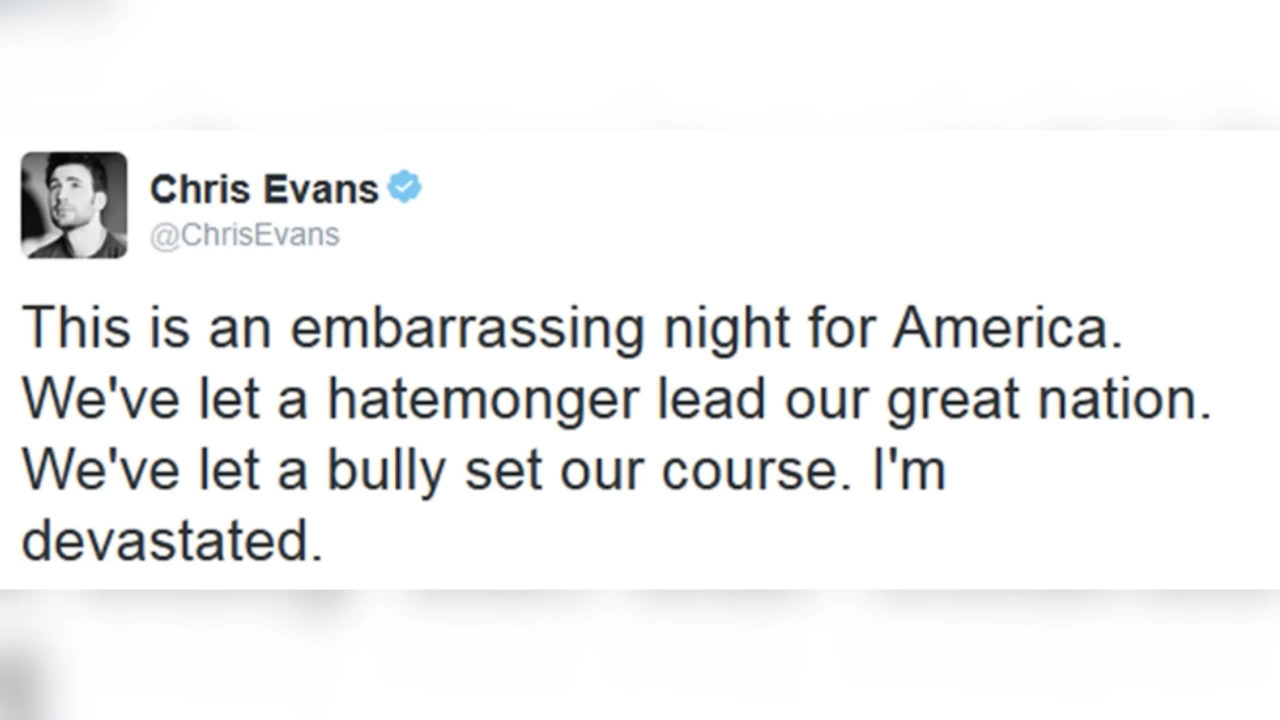 Chris Evans
@ChrisEvans
This is an embarrassing night for America.
We've let a hatemonger lead our great nation.
We've let a bully set our course. I'm
devastated.